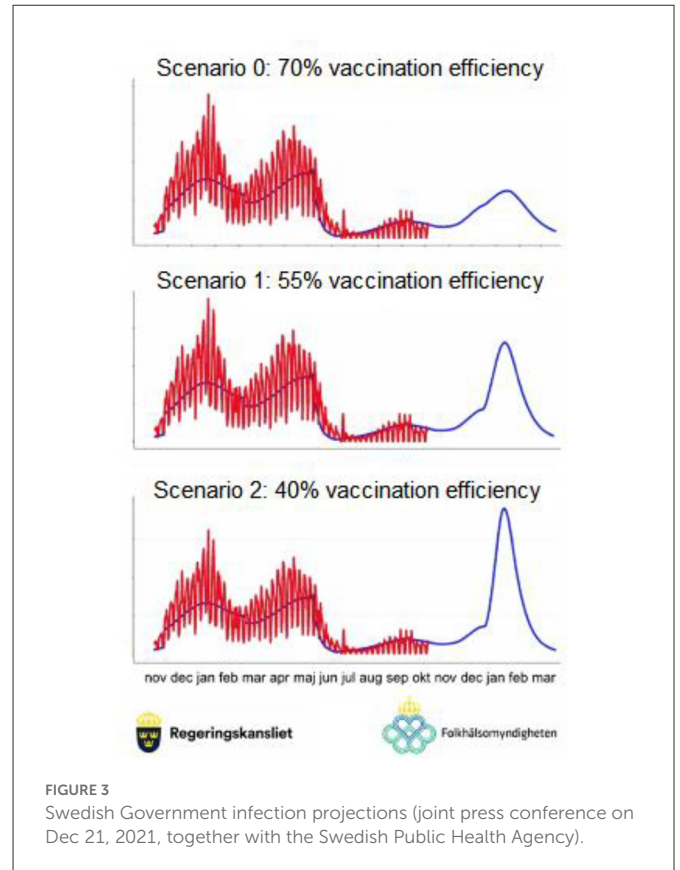 Scenario 0: 70% vaccination efficiency
Scenario 1: 55% vaccination efficiency
Scenario 2: 40% vaccination efficiency
nov dec jan feb mar apr maj jun jul aug sep okt nov dec jan feb mar
Regeringskansliet
Folkhälsomyndigheten
FIGURE 3
Swedish Government infection projections (joint press conference on
Dec 21, 2021, together with the Swedish Public Health Agency).